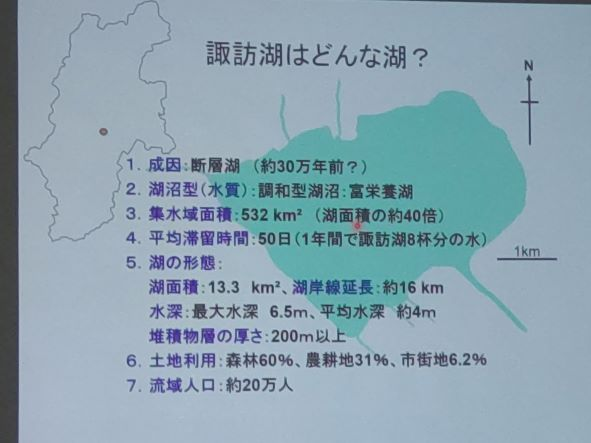 諏訪湖はどんな湖？
N
1. 成因：断層湖 （約30万年前？）
2. 湖沼型（水質）：調和型湖沼：富栄養湖
3. 集水域面積：532 km² （湖面積の約40倍）
4. 平均滞留時間：50日（1年間で諏訪湖8杯分の水）
1km
5. 湖の形態：
湖面積：13.3 km²、湖岸線延長：約16 km
水深：最大水深 6.5m、平均水深 約4m
堆積物層の厚さ：200m以上
6. 土地利用：森林60%、農耕地31%、市街地6.2%
7. 流域人口：約20万人